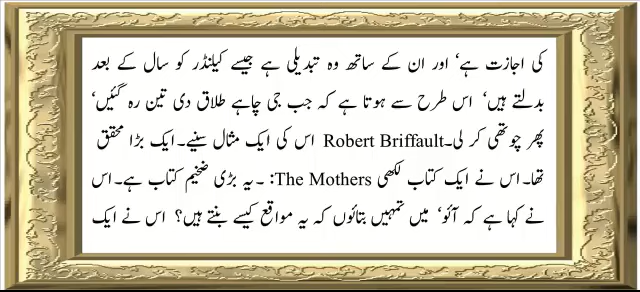 کی اجازت ہے‘ اور ان کے ساتھ وہ تبدیلی ہے جیسے کیلنڈر کو سال کے بعد
بدلتے ہیں‘ اس طرح سے ہوتا ہے کہ جب جی چاہے طلاق دی تین رہ گئیں‘
پھر چوتھی کر لی۔Robert Briffault اس کی ایک مثال سنیے۔ایک بڑا محقق
تھا۔اس نے ایک کتاب لکھی The Mothers: ۔یہ بڑی ضخیم کتاب ہے۔اس
نے کہا ہے کہ آئو‘ میں تمہیں بتائوں کہ یہ مواقع کیسے بنتے ہیں؟ اس نے ایک